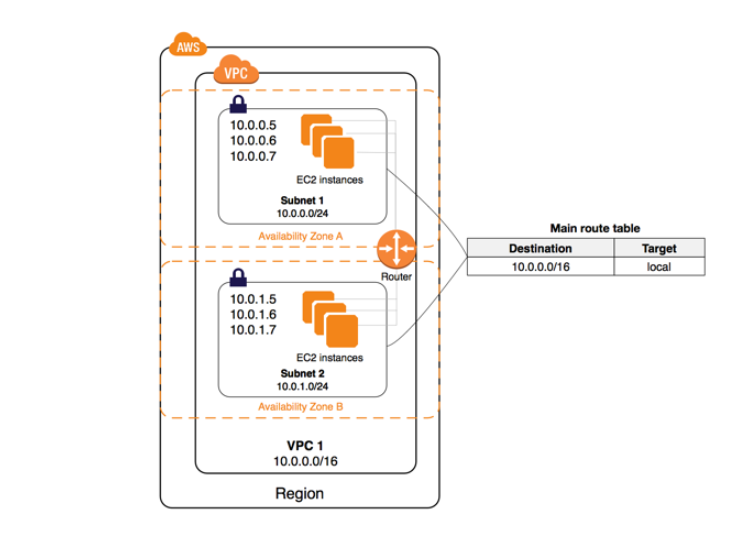 AWS
VPC
10.0.0.5
10.0.0.6
10.0.0.7
EC2 instances
Subnet 1
10.0.0.0/24
Availability Zone A
Router
10.0.1.5
10.0.1.6
10.0.1.7
EC2 instances
Subnet 2
10.0.1.0/24
Availability Zone B
VPC 1
10.0.0.0/16
Region
Main route table
Destination Target
10.0.0.0/16 local